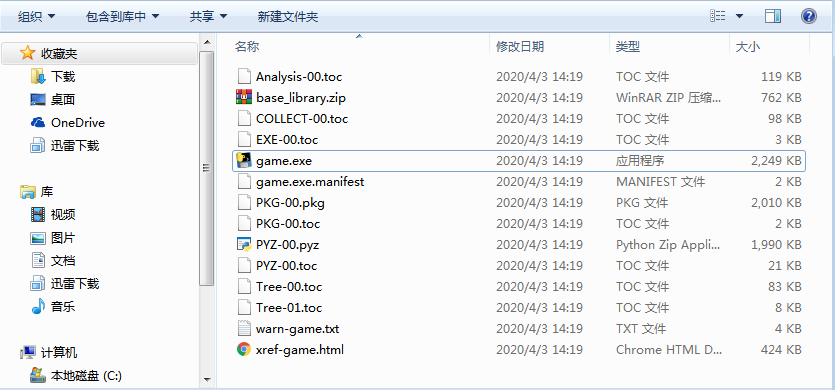 组织 包含到库中 共享 新建文件夹
收藏夹
下载
桌面
OneDrive
迅雷下载
库
视频
图片
文档
迅雷下载
音乐
计算机
本地磁盘 (C:)
名称 修改日期 类型 大小
Analysis-00.toc 2020/4/3 14:19 TOC 文件 119 KB
base_library.zip 2020/4/3 14:19 WinRAR ZIP 压缩... 762 KB
COLLECT-00.toc 2020/4/3 14:19 TOC 文件 98 KB
EXE-00.toc 2020/4/3 14:19 TOC 文件 3 KB
game.exe 2020/4/3 14:19 应用程序 2,249 KB
game.exe.manifest 2020/4/3 14:19 MANIFEST 文件 2 KB
PKG-00.pkg 2020/4/3 14:19 PKG 文件 2,010 KB
PKG-00.toc 2020/4/3 14:19 TOC 文件 2 KB
PYZ-00.pyz 2020/4/3 14:19 Python Zip Appli... 1,990 KB
PYZ-00.toc 2020/4/3 14:19 TOC 文件 21 KB
Tree-00.toc 2020/4/3 14:19 TOC 文件 83 KB
Tree-01.toc 2020/4/3 14:19 TOC 文件 8 KB
warn-game.txt 2020/4/3 14:19 TXT 文件 4 KB
xref-game.html 2020/4/3 14:19 Chrome HTML D... 424 KB